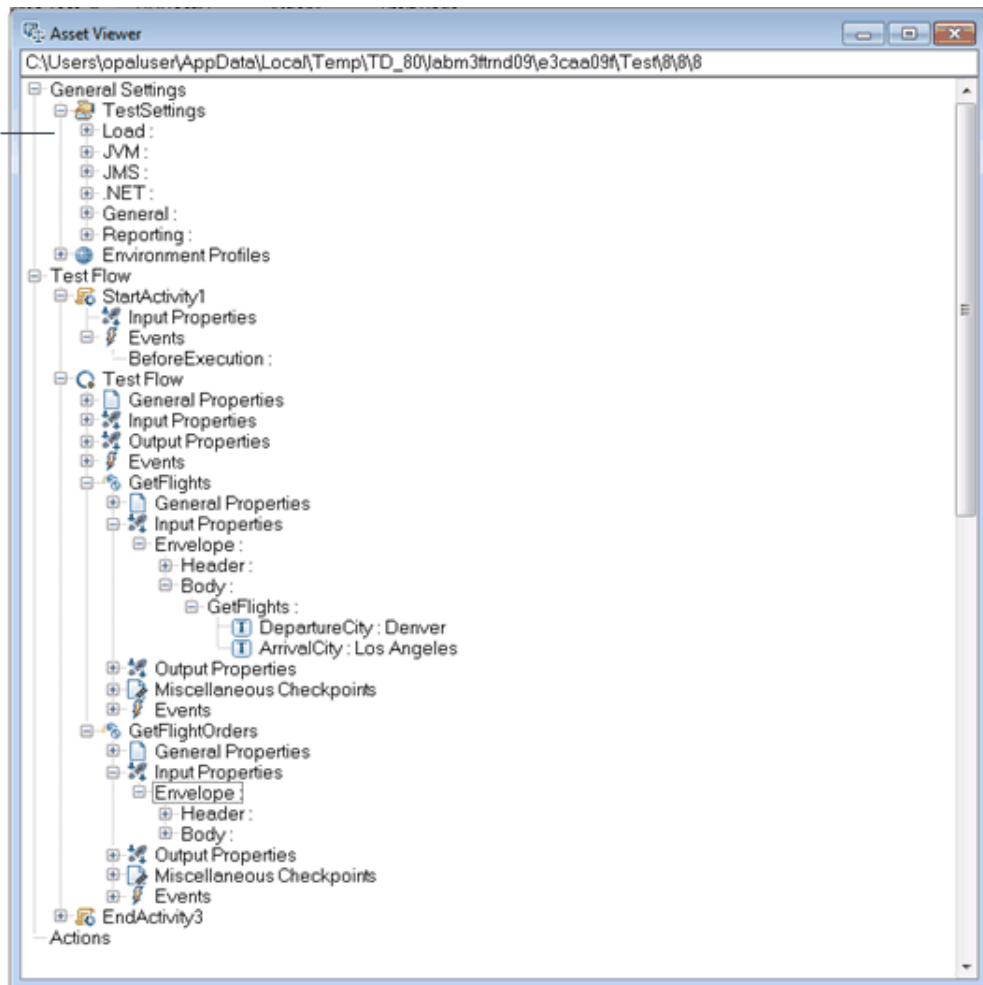 Asset Viewer
C:\Users\opaluser\AppData\Local\Temp\TD_80\labm3ftrnd09\e3caa09f\Test\8\8\8
General Settings
TestSettings
Load :
JVM :
JMS :
.NET :
General :
Reporting :
Environment Profiles
Test Flow
StartActivity1
Input Properties
Events
BeforeExecution :
Test Flow
General Properties
Input Properties
Output Properties
Events
GetFlights
General Properties
Input Properties
Envelope :
Header :
Body :
GetFlights :
DepartureCity : Denver
ArrivalCity : Los Angeles
Output Properties
Miscellaneous Checkpoints
Events
GetFlightOrders
General Properties
Input Properties
Envelope :
Header :
Body :
Output Properties
Miscellaneous Checkpoints
Events
EndActivity3
Actions